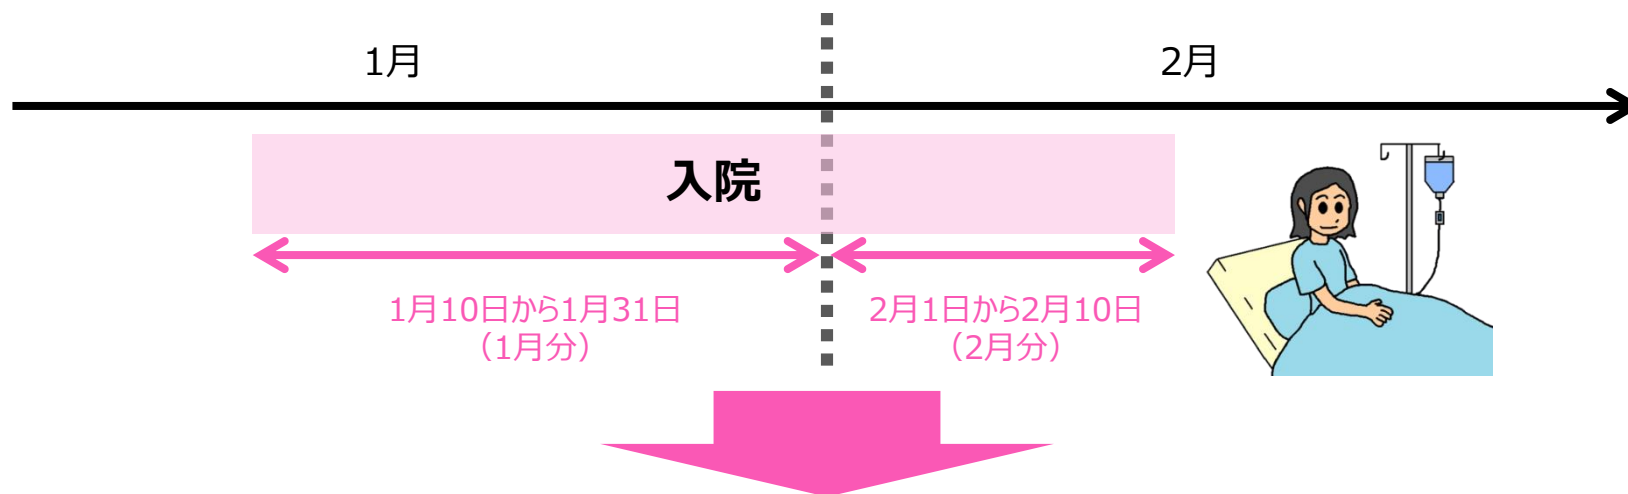 1月
2月
入院
1月10日から1月31日
（1月分）
2月1日から2月10日
（2月分）